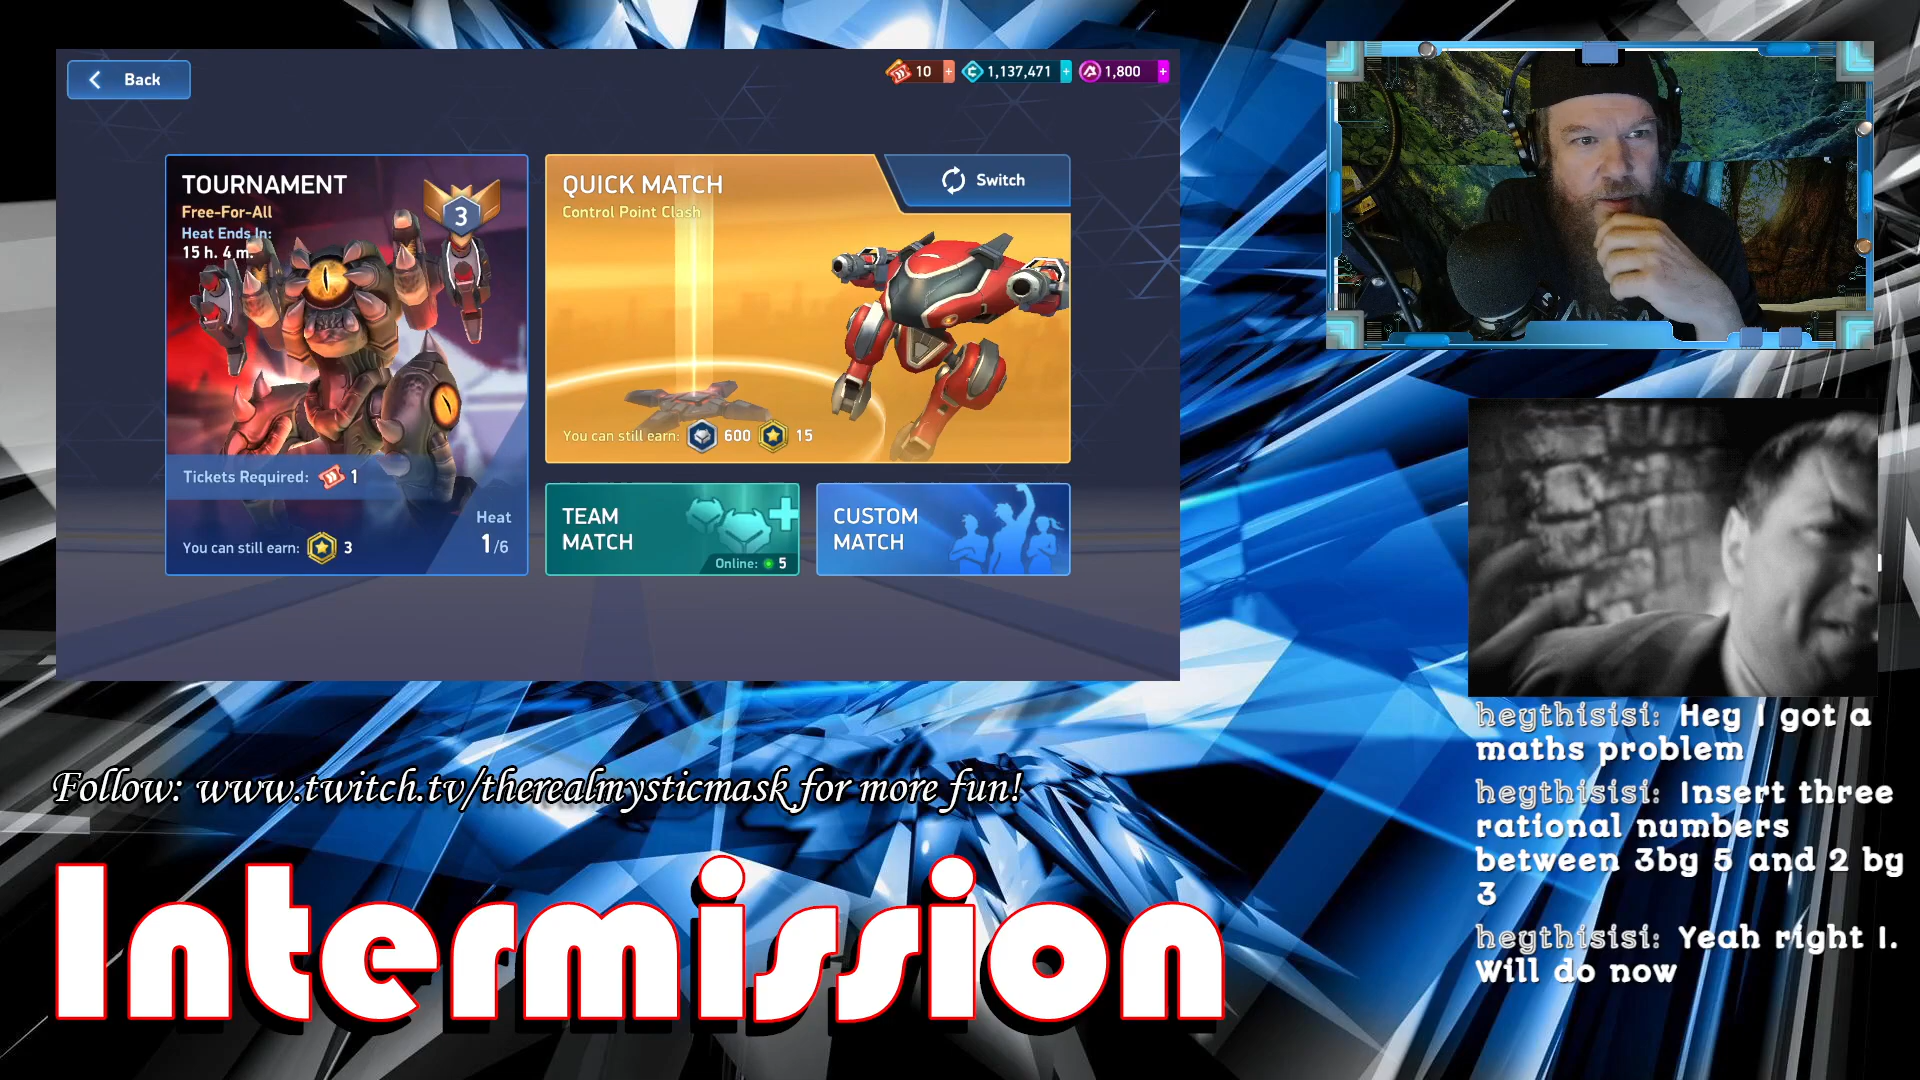 Back
10
1,137,471
1,800
TOURNAMENT
Free-For-All
Heat Ends In:
15 h. 4 m.
3
Tickets Required: 1
You can still earn: 3
Heat
1/6
QUICK MATCH
Control Point Clash
Switch
You can still earn: 600 15
TEAM
MATCH
Online: 5
CUSTOM
MATCH
hegthisisi: Hey I got a
maths problem
hegthisisi: Insert three
rational numbers
between 3by 5 and 2 by
3
hegthisisi: Yeah right I.
Will do now
Follow: www.twitch.tv/therealmysticmask for more fun!
Intermission